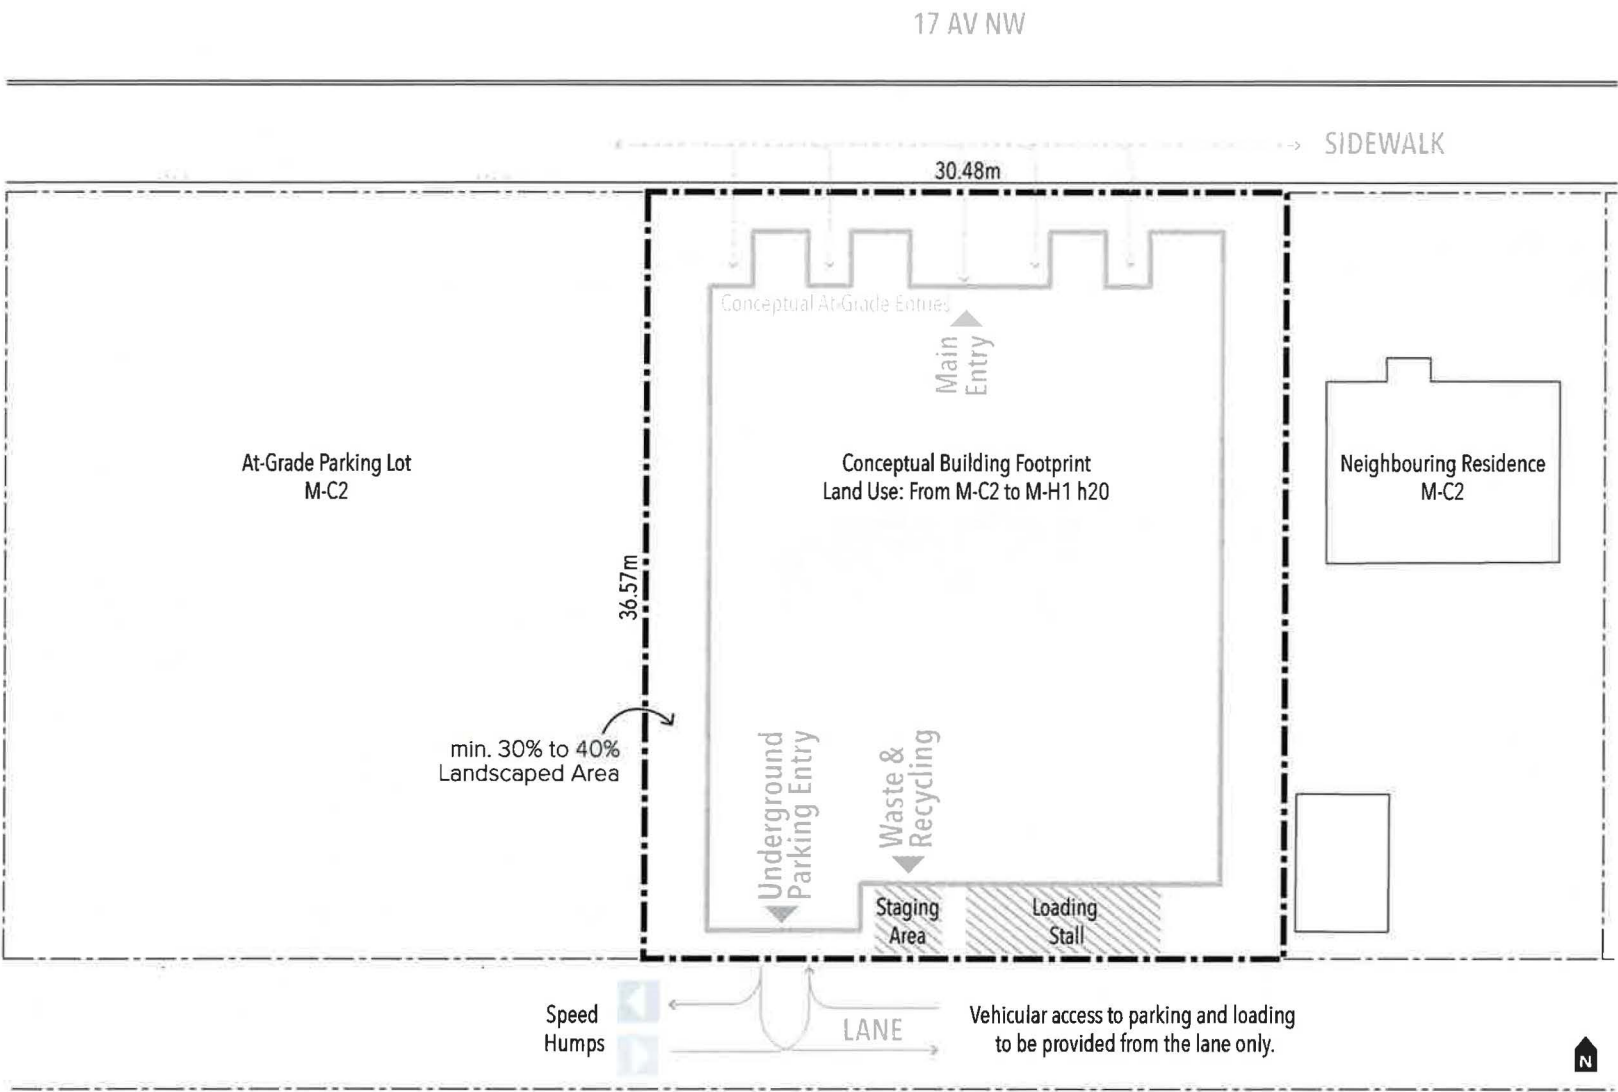 17 AV NW
SIDEWALK
30.48m
Conceptual At-Grade Entries
Main
Entry
At-Grade Parking Lot
M-C2
Conceptual Building Footprint
Land Use: From M-C2 to M-H1 h20
Neighbouring Residence
M-C2
36.57m
min. 30% to 40%
Landscaped Area
Underground
Parking Entry
Waste &
Recycling
Staging
Area
Loading
Stall
Speed
Humps
LANE
Vehicular access to parking and loading
to be provided from the lane only.
N